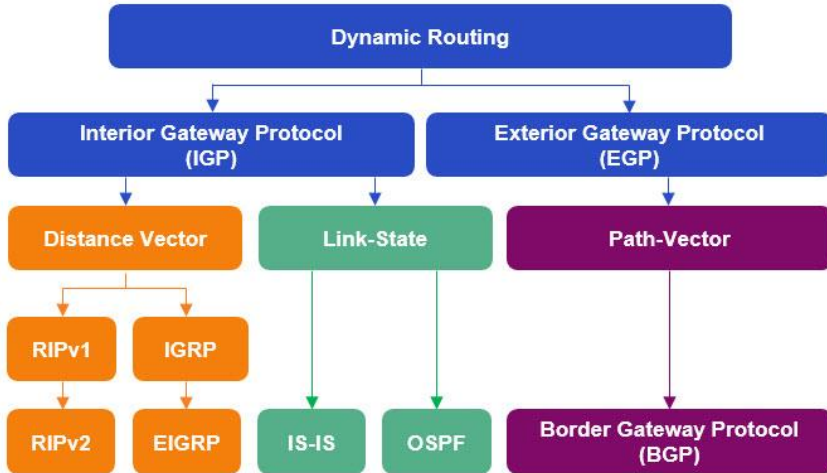 Dynamic Routing
Interior Gateway Protocol
(IGP)
Exterior Gateway Protocol
(EGP)
Distance Vector
Link-State
Path-Vector
RIPv1
IGRP
RIPv2
EIGRP
IS-IS
OSPF
Border Gateway Protocol
(BGP)